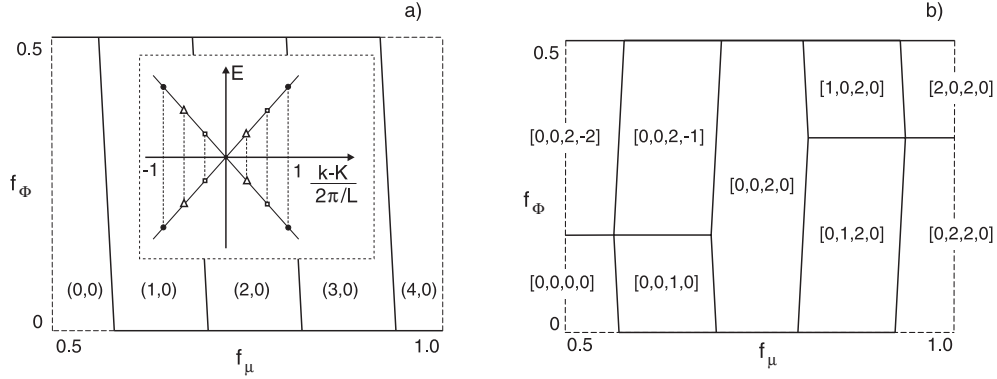 a)
0.5
E
-1
1
k-K
2π/L
f_Φ
(0,0) (1,0) (2,0) (3,0) (4,0)
0
0.5 f_μ 1.0
b)
0.5
[1,0,2,0] [2,0,2,0]
[0,0,2,-2] [0,0,2,-1]
[0,0,2,0]
f_Φ
[0,1,2,0] [0,2,2,0]
[0,0,0,0] [0,0,1,0]
0
0.5 f_μ 1.0